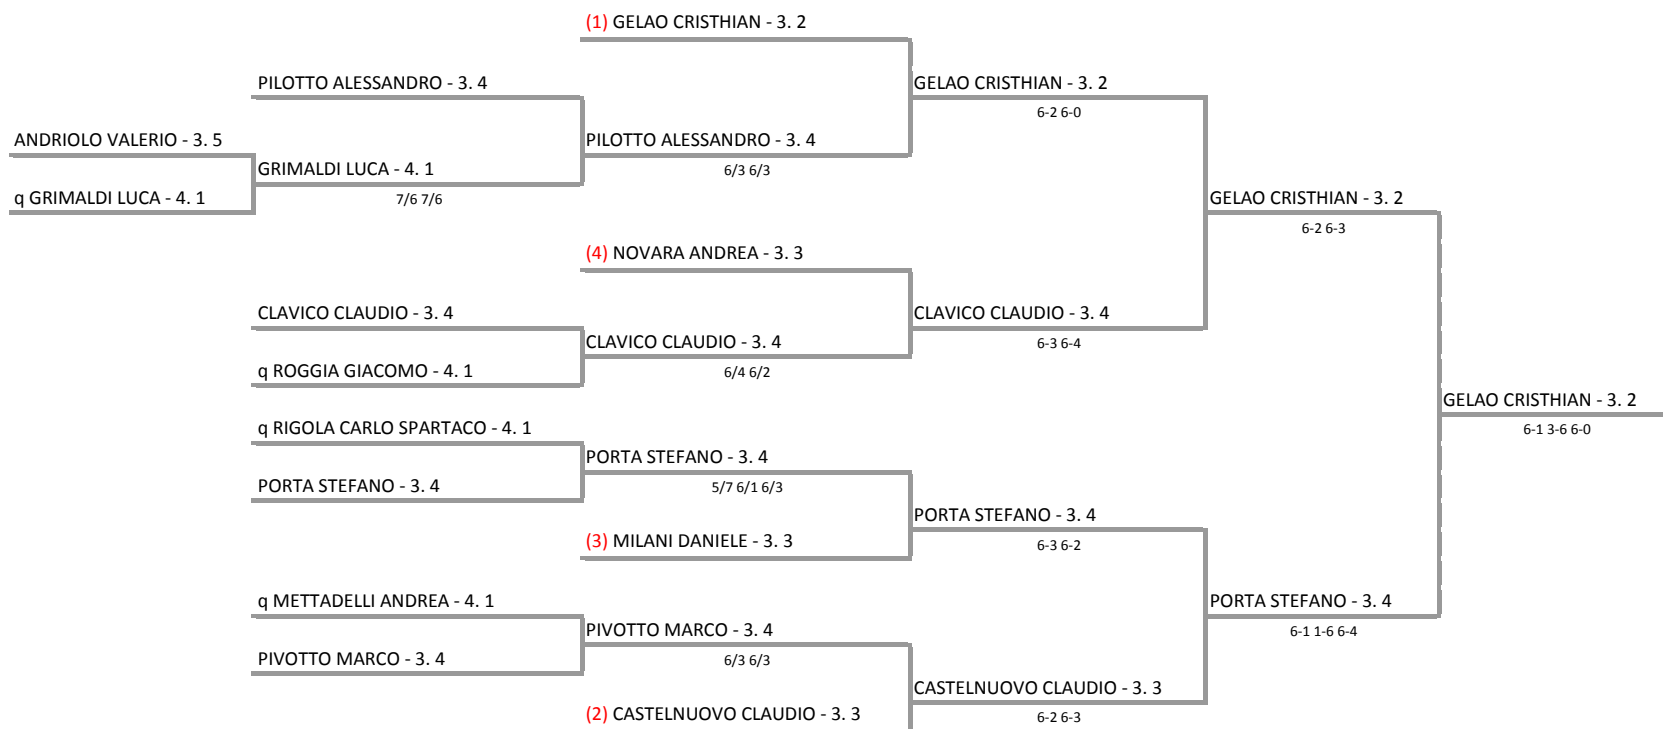 (1) GELAO CRISTHIAN - 3. 2
PILOTTO ALESSANDRO - 3. 4
GELAO CRISTHIAN - 3. 2
6-2 6-0
ANDRIOLO VALERIO - 3. 5
PILOTTO ALESSANDRO - 3. 4
GRIMALDI LUCA - 4. 1
6/3 6/3
q GRIMALDI LUCA - 4. 1
7/6 7/6
GELAO CRISTHIAN - 3. 2
6-2 6-3
(4) NOVARA ANDREA - 3. 3
CLAVICO CLAUDIO - 3. 4
CLAVICO CLAUDIO - 3. 4
CLAVICO CLAUDIO - 3. 4
6-3 6-4
q ROGGIA GIACOMO - 4. 1
6/4 6/2
GELAO CRISTHIAN - 3. 2
6-1 3-6 6-0
q RIGOLA CARLO SPARTACO - 4. 1
PORTA STEFANO - 3. 4
PORTA STEFANO - 3. 4
5/7 6/1 6/3
PORTA STEFANO - 3. 4
(3) MILANI DANIELE - 3. 3
6-3 6-2
q METTADELLI ANDREA - 4. 1
PORTA STEFANO - 3. 4
PIVOTTO MARCO - 3. 4
6-1 1-6 6-4
PIVOTTO MARCO - 3. 4
6/3 6/3
CASTELNUOVO CLAUDIO - 3. 3
(2) CASTELNUOVO CLAUDIO - 3. 3
6-2 6-3